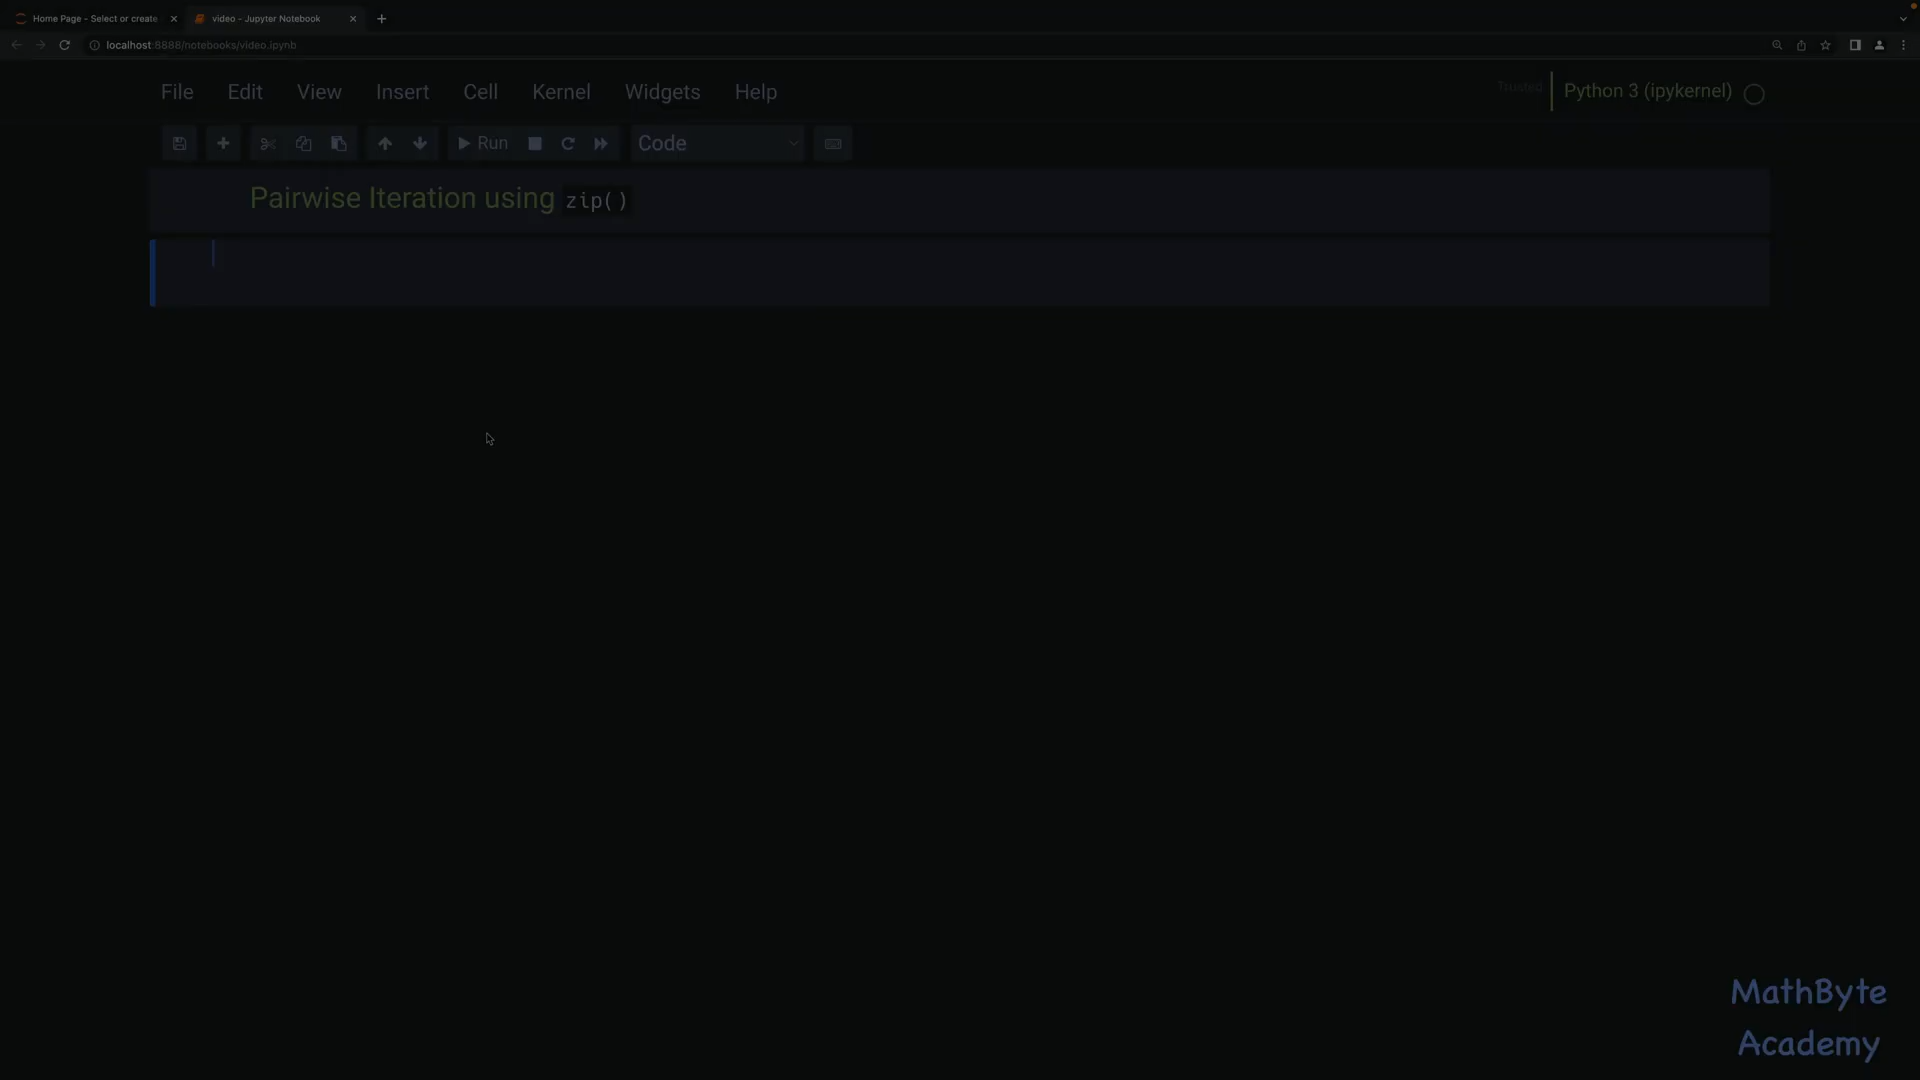 Home Page - Select or create
video - Jupyter Notebook
localhost:8888/notebooks/video.ipynb
File Edit View Insert Cell Kernel Widgets Help
Trusted
Python 3 (ipykernel)
Run
Code
Pairwise Iteration using zip()
MathByte
Academy